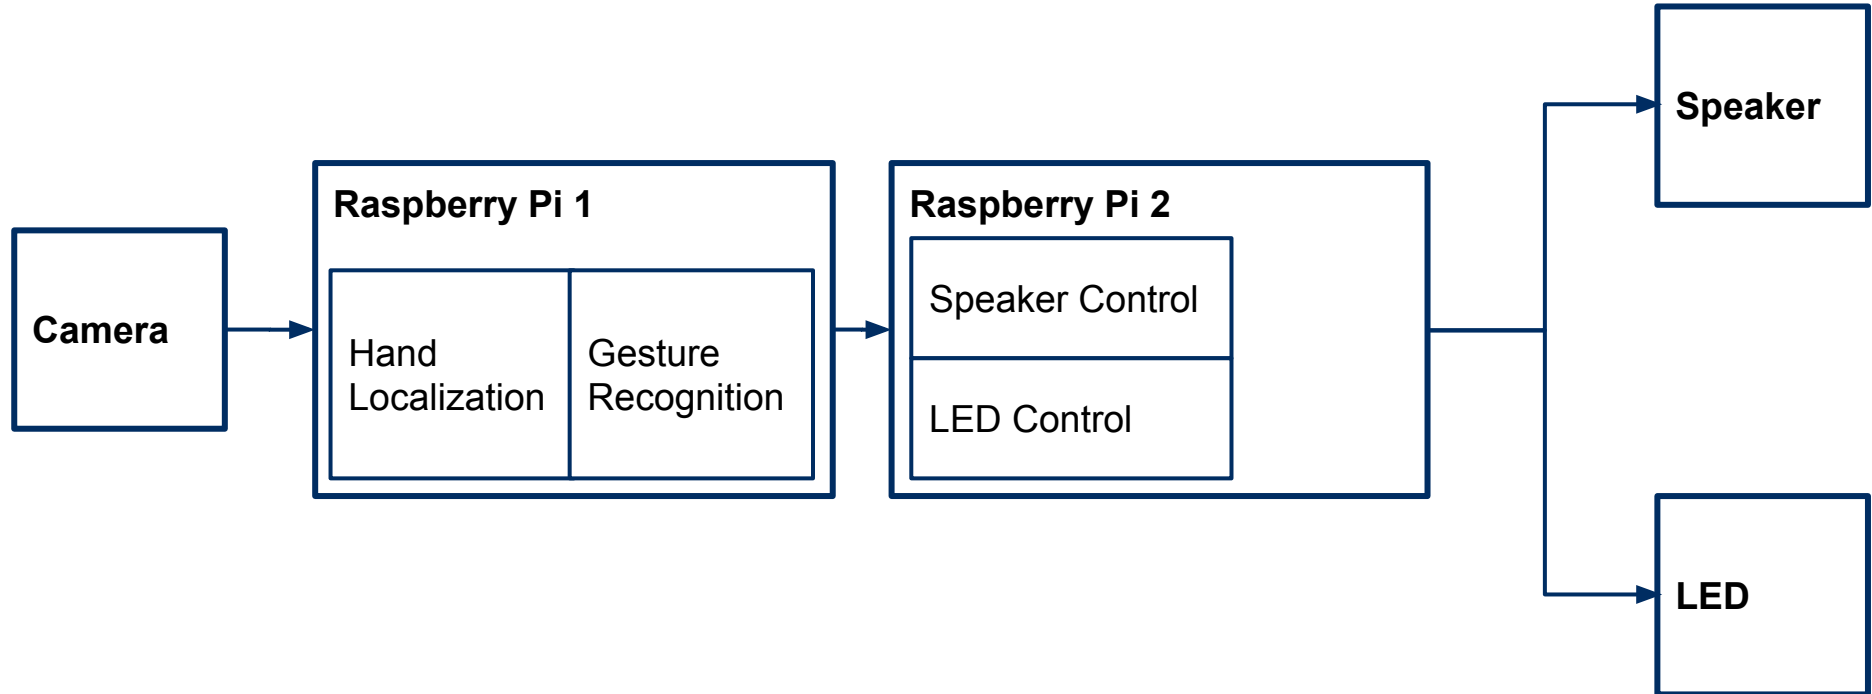 Camera
Raspberry Pi 1
Hand
Localization
Gesture
Recognition
Raspberry Pi 2
Speaker Control
LED Control
Speaker
LED